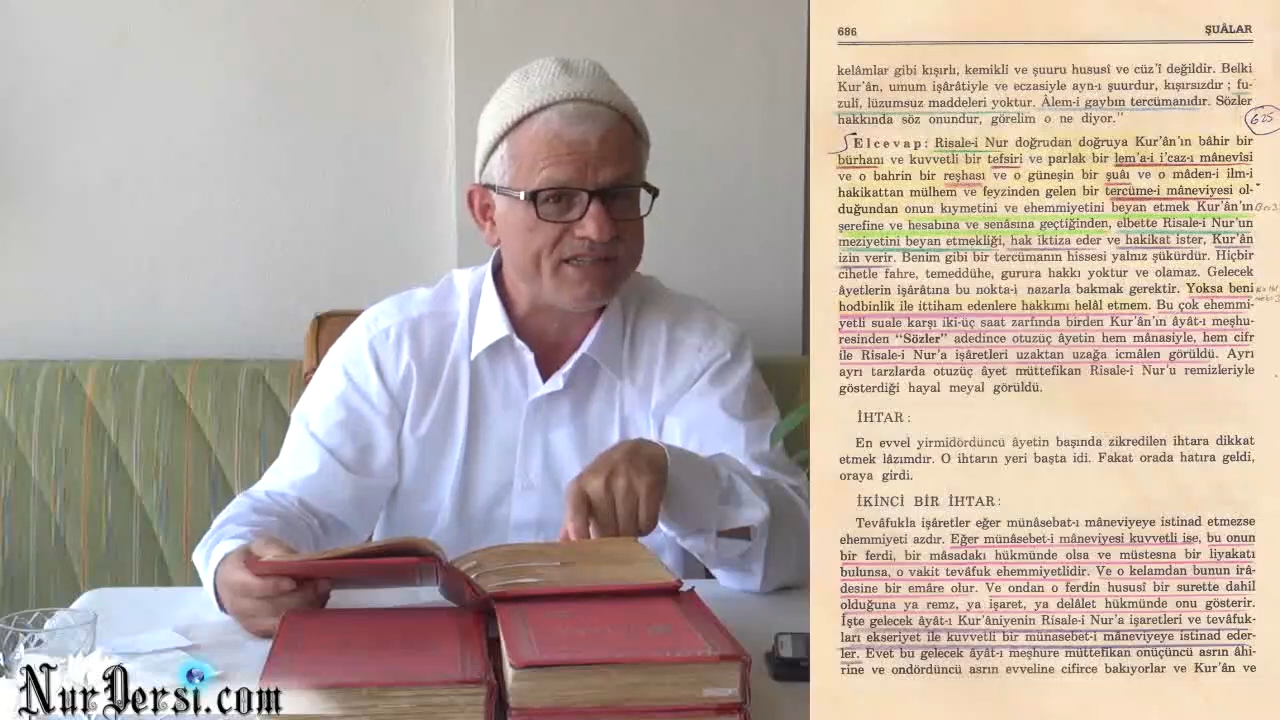 686
ŞUÂLAR
kelâmlar gibi kışırlı, kemikli ve şuuru hususî ve cüz'î değildir. Belki
Kur'ân, umum işârâtiyle ve eczasiyle ayn-ı şuurdur, kışırsızdır ; fu-
zulî, lüzumsuz maddeleri yoktur. Âlem-i gaybın tercümanıdır. Sözler
hakkında söz onundur, görelim o ne diyor."
625
Elcevap: Risale-i Nur doğrudan doğruya Kur'ân'ın bâhir bir
bürhanı ve kuvvetli bir tefsiri ve parlak bir lem'a-i i'caz-ı mânevîsi
ve o bahrin bir reşhası ve o güneşin bir şuâı ve o mâden-i ilm-i
hakikattan mülhem ve feyzinden gelen bir tercüme-i mâneviyesi ol-
duğundan onun kıymetini ve ehemmiyetini beyan etmek Kur'ân'ın
şerefine ve hesabına ve senâsına geçtiğinden, elbette Risale-i Nur'un
meziyetini beyan etmekliği, hak iktiza eder ve hakikat ister, Kur'ân
izin verir. Benim gibi bir tercümanın hissesi yalnız şükürdür. Hiçbir
cihetle fahre, temeddühe, gurura hakkı yoktur ve olamaz. Gelecek
âyetlerin işârâtına bu nokta-i nazarla bakmak gerektir. Yoksa beni
hodbinlik ile ittiham edenlere hakkımı helâl etmem. Bu çok ehemmi-
yetli suale karşı iki-üç saat zarfında birden Kur'ân'ın âyât-ı meşhu-
resinden "Sözler" adedince otuzüç âyetin hem mânasiyle, hem cifr
ile Risale-i Nur'a işâretleri uzaktan uzağa icmâlen görüldü. Ayrı
ayrı tarzlarda otuzüç âyet müttefikan Risale-i Nur'u remizleriyle
gösterdiği hayal meyal görüldü.
İHTAR :
En evvel yirmidördüncü âyetin başında zikredilen ihtara dikkat
etmek lâzımdır. O ihtarın yeri başta idi. Fakat orada hatıra geldi,
oraya girdi.
İKİNCİ BİR İHTAR:
Tevâfukla işâretler eğer münâsebat-ı mâneviyeye istinad etmezse
ehemmiyeti azdır. Eğer münâsebet-i mâneviyesi kuvvetli ise, bu onun
bir ferdi, bir mâsadakı hükmünde olsa ve müstesna bir liyakatı
bulunsa, o vakit tevâfuk ehemmiyetlidir. Ve o kelamdan bunun irâ-
desine bir emâre olur. Ve ondan o ferdin hususî bir surette dahil
olduğuna ya remz, ya işaret, ya delâlet hükmünde onu gösterir.
İşte gelecek âyât-ı Kur'âniyenin Risale-i Nur'a işaretleri ve tevâfuk-
ları ekseriyet ile kuvvetli bir münasebet-i mâneviyeye istinad eder-
ler. Evet bu gelecek âyât-ı meşhure müttefikan onüçüncü asrın âhi-
rine ve ondördüncü asrın evveline cifirce bakıyorlar ve Kur'ân ve
NurDersi.com